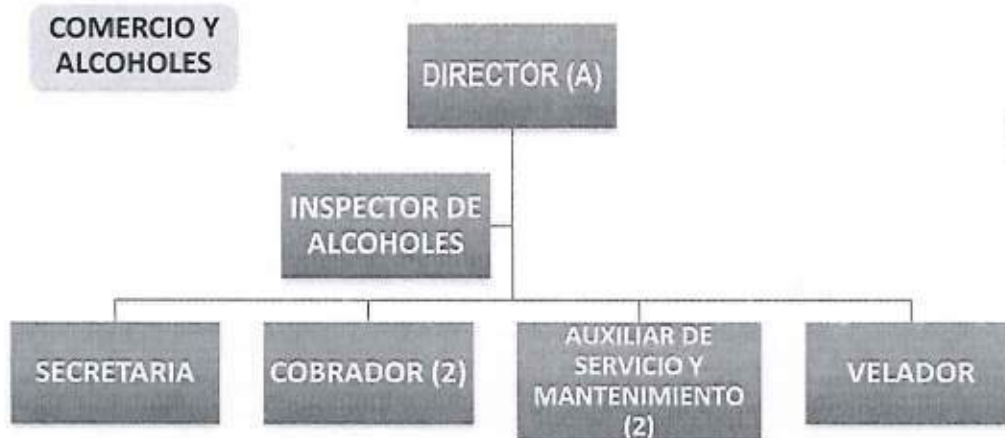 COMERCIO Y
ALCOHOLES
DIRECTOR (A)
INSPECTOR DE
ALCOHOLES
SECRETARIA
COBRADOR (2)
AUXILIAR DE
SERVICIO Y
MANTENIMIENTO
(2)
VELADOR